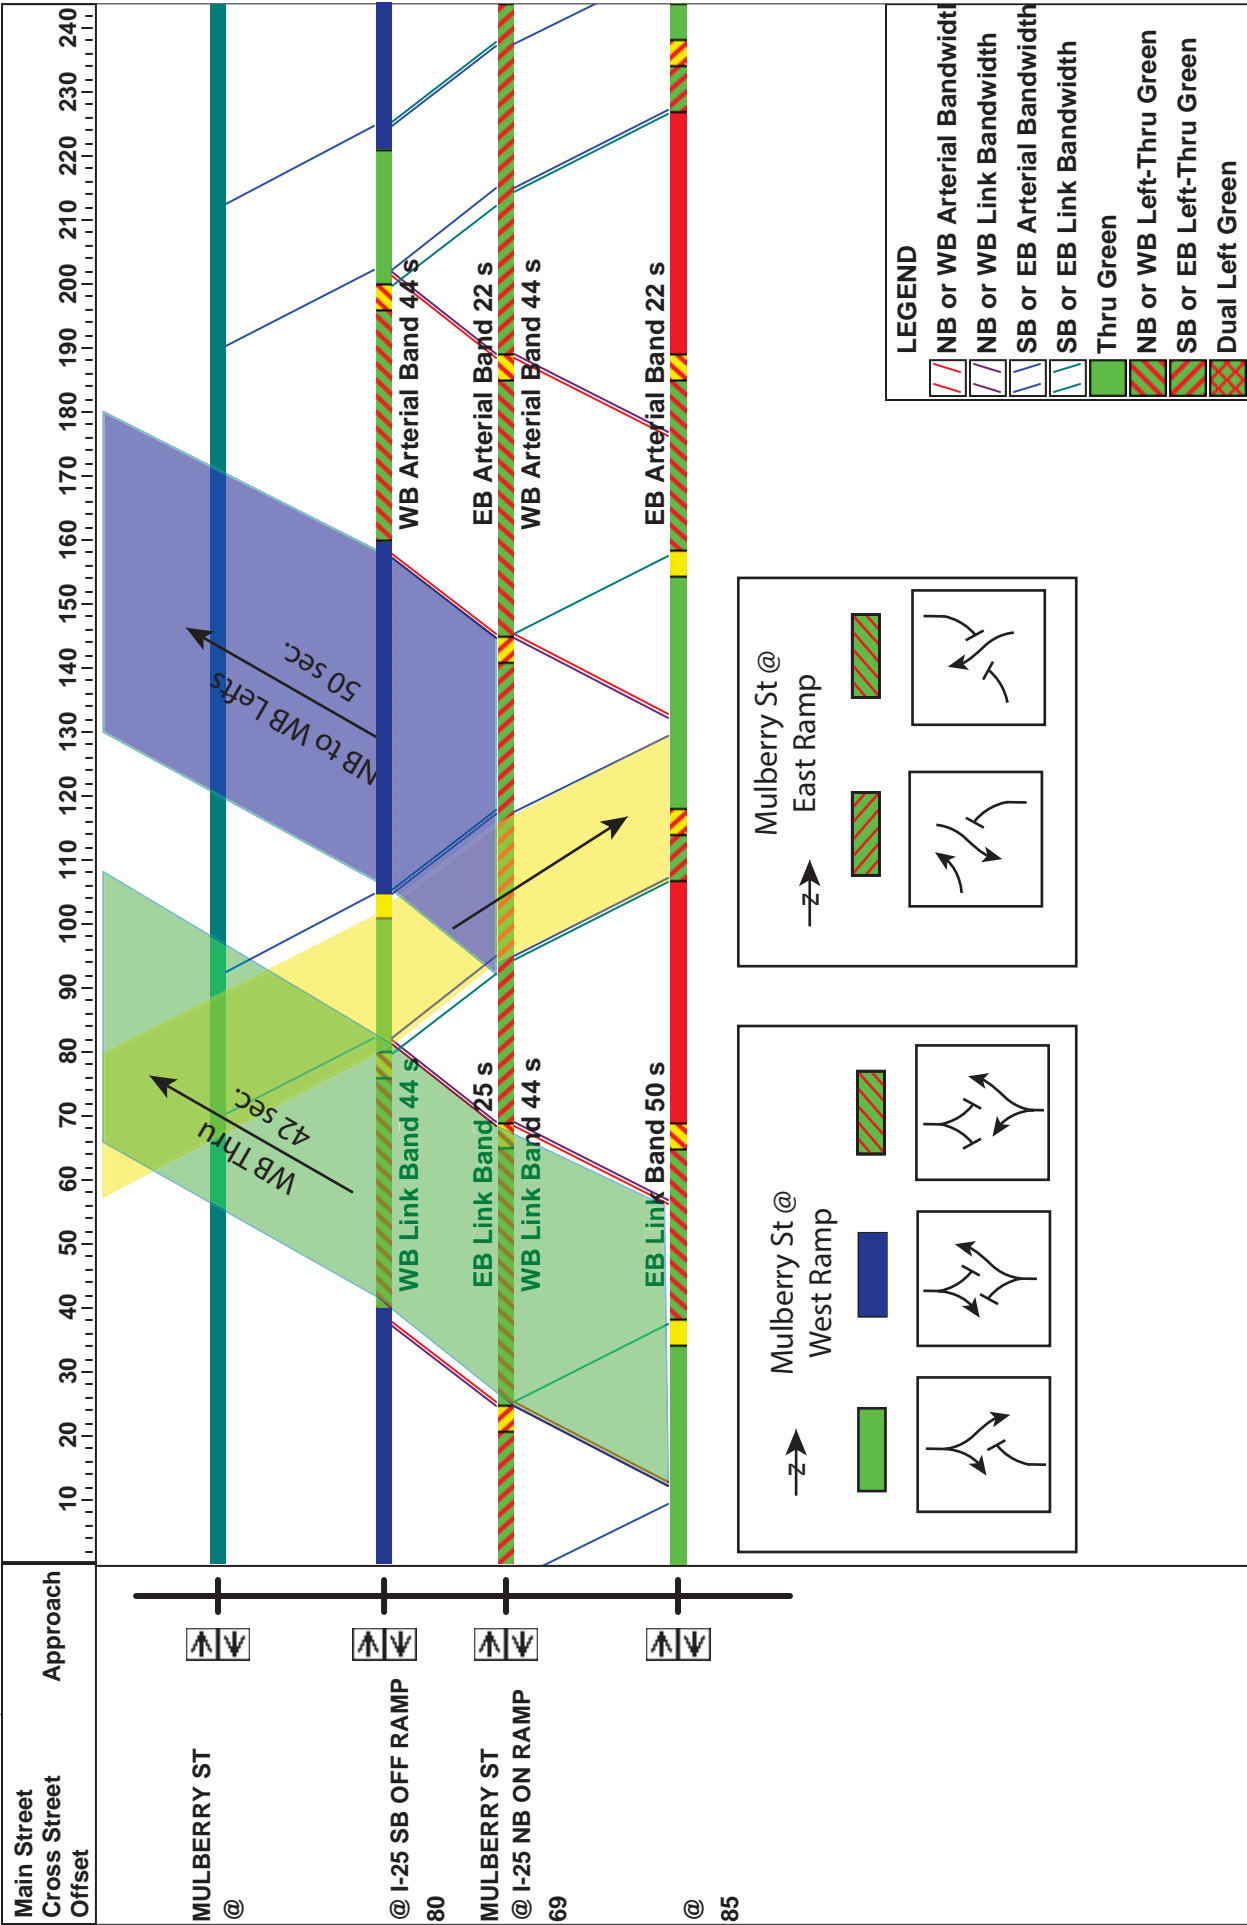 Main Street
Cross Street
Offset
Approach
10
20
30
40
50
60
70
80
90
100
110
120
130
140
150
160
170
180
190
200
210
220
230
240
MULBERRY ST
@
@ I-25 SB OFF RAMP
80
MULBERRY ST
@ I-25 NB ON RAMP
69
@
85
WB Thru
42 sec.
NB to WB Lefts
50 sec.
WB Link Band 44 s
WB Arterial Band 44 s
EB Link Band 25 s
EB Arterial Band 22 s
WB Link Band 44 s
WB Arterial Band 44 s
EB Link Band 50 s
EB Arterial Band 22 s
Mulberry St @
West Ramp
N
Mulberry St @
East Ramp
N
LEGEND
NB or WB Arterial Bandwidth
NB or WB Link Bandwidth
SB or EB Arterial Bandwidth
SB or EB Link Bandwidth
Thru Green
NB or WB Left-Thru Green
SB or EB Left-Thru Green
Dual Left Green